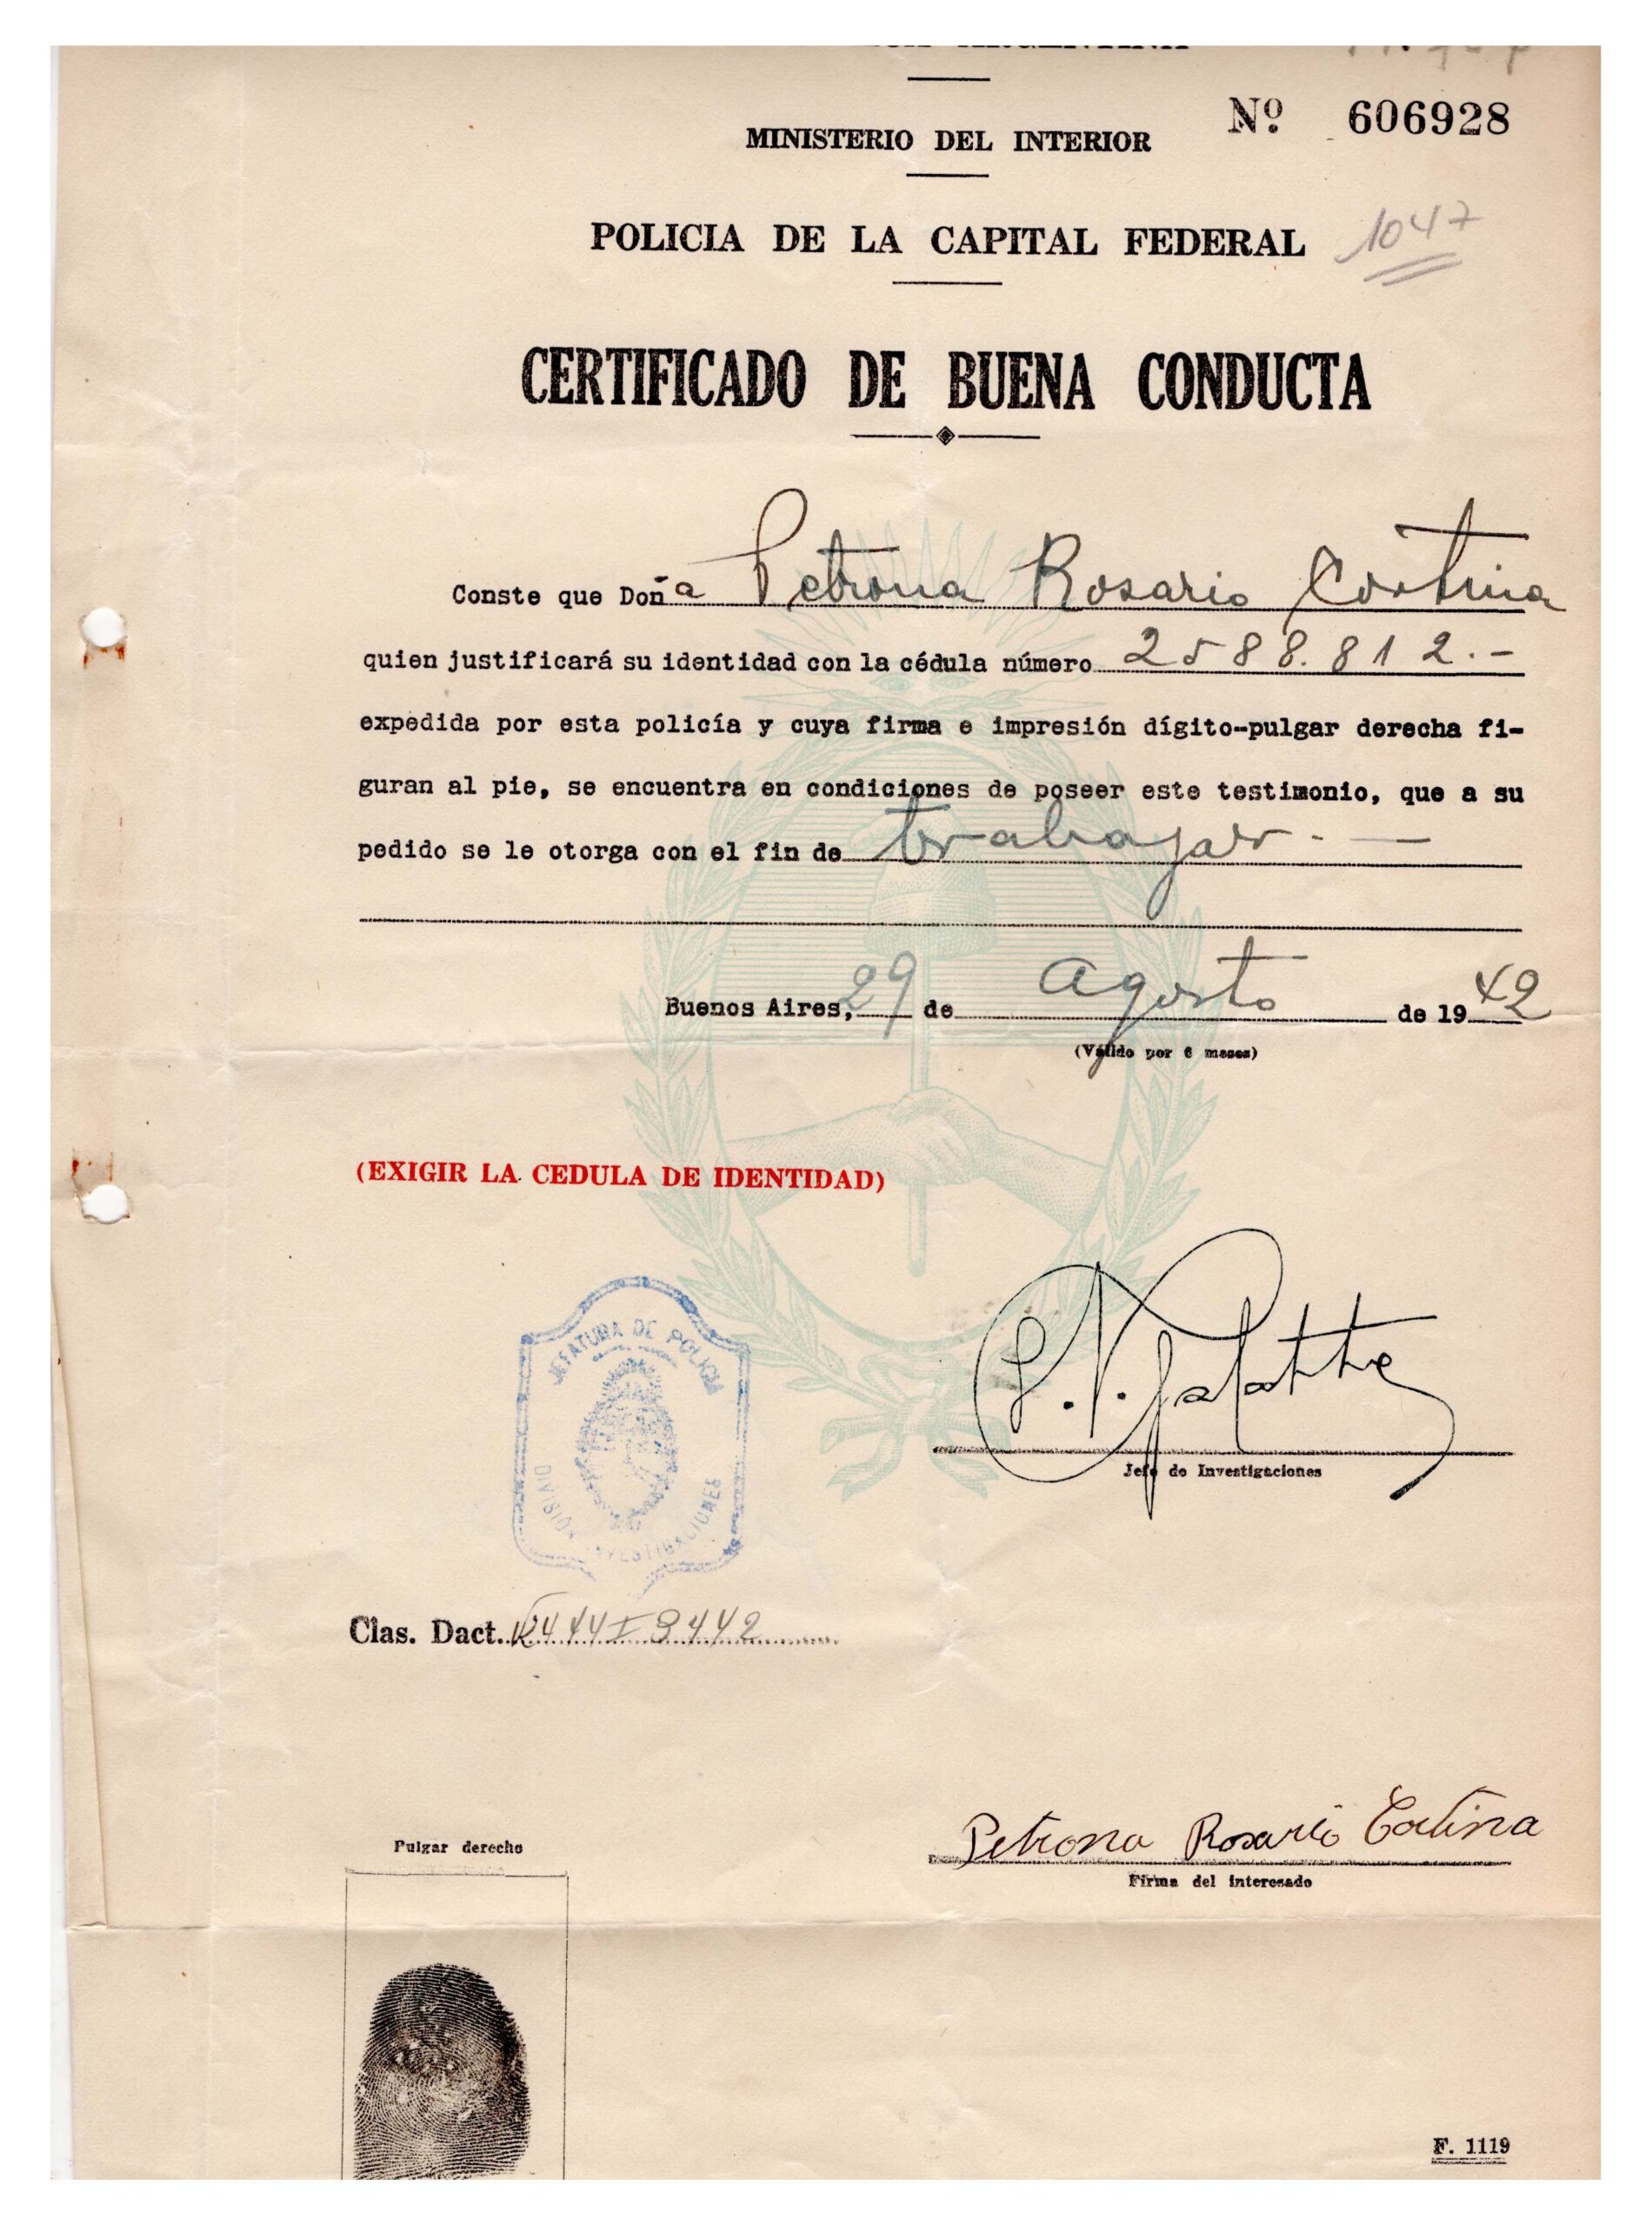 ARGENTINA
Nº 606928
MINISTERIO DEL INTERIOR
POLICIA DE LA CAPITAL FEDERAL 1047
CERTIFICADO DE BUENA CONDUCTA
Conste que Doña Petrona Rosario Cortina
quien justificará su identidad con la cédula número 2588.812.-
expedida por esta policía y cuya firma e impresión dígito-pulgar derecha fi-
guran al pie, se encuentra en condiciones de poseer este testimonio, que a su
pedido se le otorga con el fin de trabajar.-
Buenos Aires, 29 de agosto de 1942
(Válido por 6 meses)
(EXIGIR LA CEDULA DE IDENTIDAD)
JEFATURA DE POLICIA
DIVISION INVESTIGACIONES
Jefe de Investigaciones
Clas. Dact.
Petrona Rosario Cortina
Firma del interesado
Pulgar derecho
F. 1119